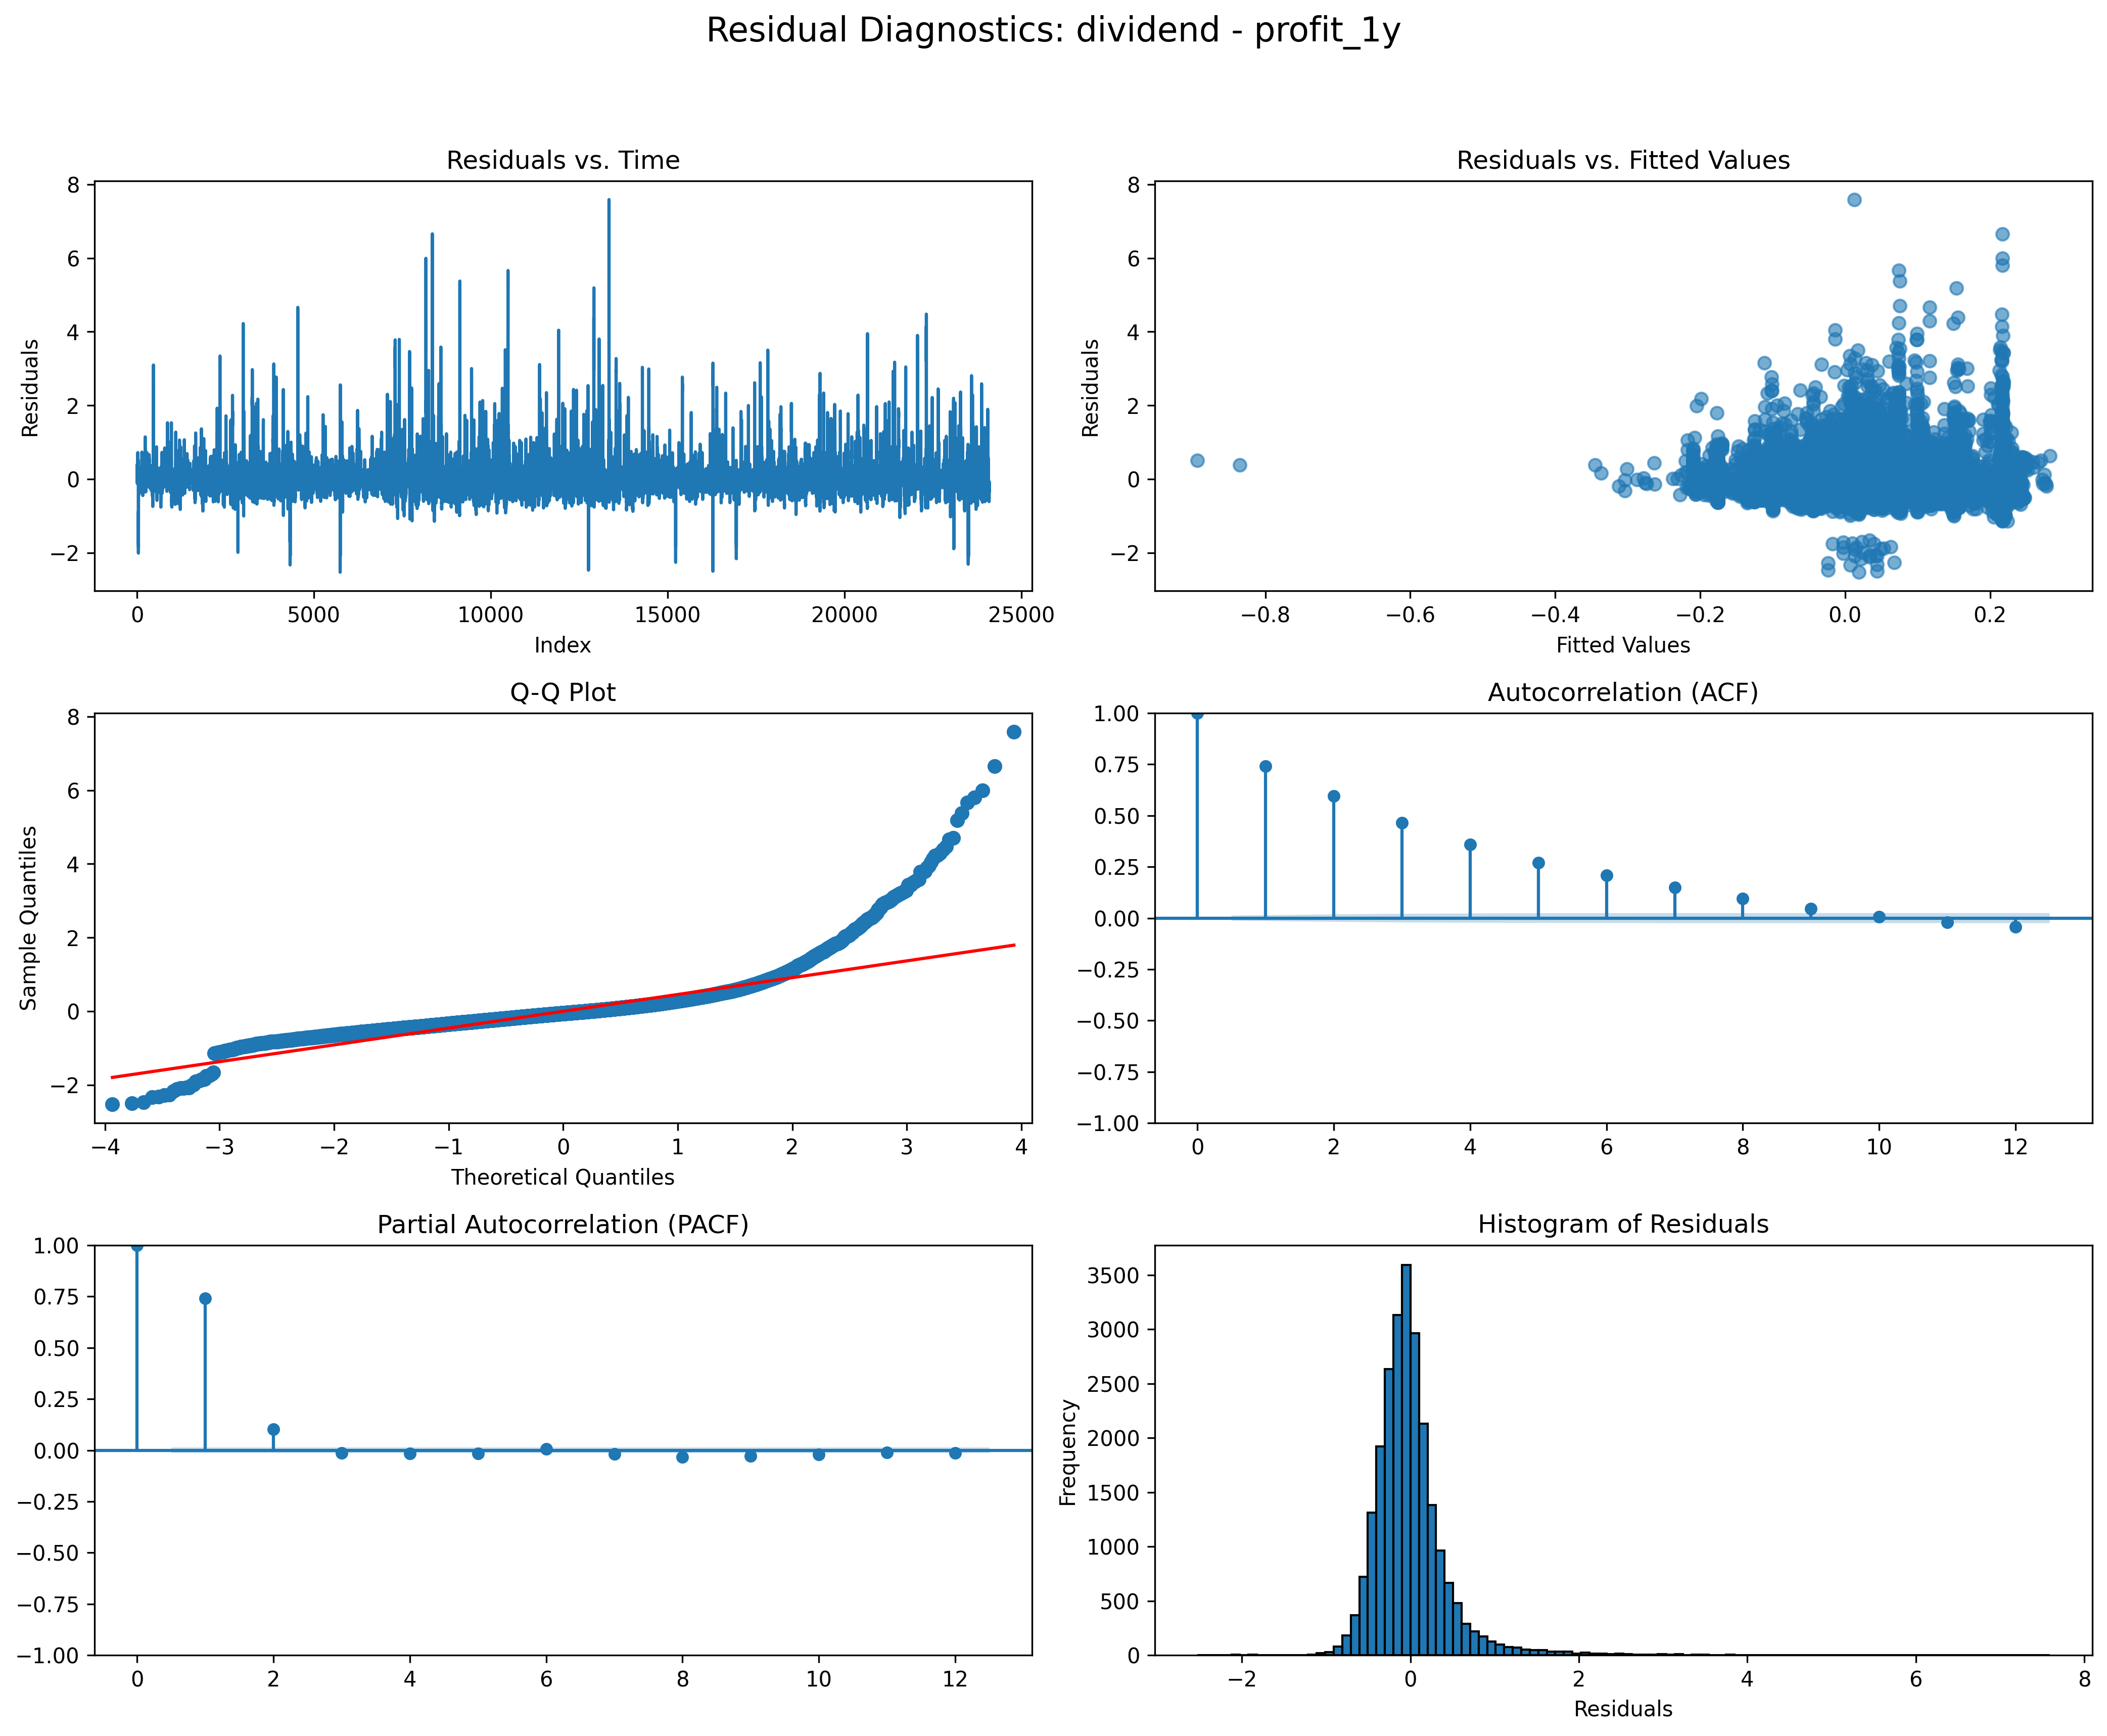 Residual Diagnostics: dividend - profit_1y
Residuals vs. Time
8
6
4
2
0
−2
Residuals
0 5000 10000 15000 20000 25000
Index
Residuals vs. Fitted Values
8
6
4
2
0
−2
Residuals
−0.8 −0.6 −0.4 −0.2 0.0 0.2
Fitted Values
Q-Q Plot
8
6
4
2
0
−2
Sample Quantiles
−4 −3 −2 −1 0 1 2 3 4
Theoretical Quantiles
Autocorrelation (ACF)
1.00
0.75
0.50
0.25
0.00
−0.25
−0.50
−0.75
−1.00
0 2 4 6 8 10 12
Partial Autocorrelation (PACF)
1.00
0.75
0.50
0.25
0.00
−0.25
−0.50
−0.75
−1.00
0 2 4 6 8 10 12
Histogram of Residuals
3500
3000
2500
2000
1500
1000
500
0
Frequency
−2 0 2 4 6 8
Residuals